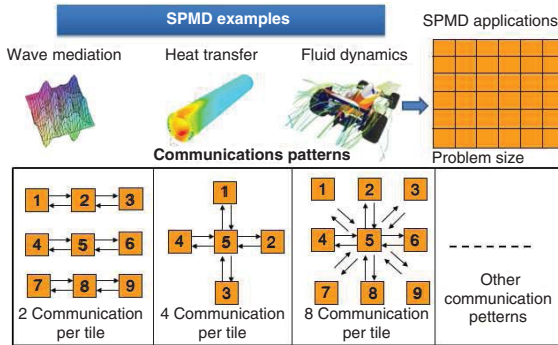 SPMD examples
SPMD applications
Wave mediation
Heat transfer
Fluid dynamics
Communications patterns
Problem size
1 2 3
4 5 6
7 8 9
2 Communication
per tile
1
4 5 2
3
4 Communication
per tile
1 2 3
4 5 6
7 8 9
8 Communication
per tile
Other
communication
patterns